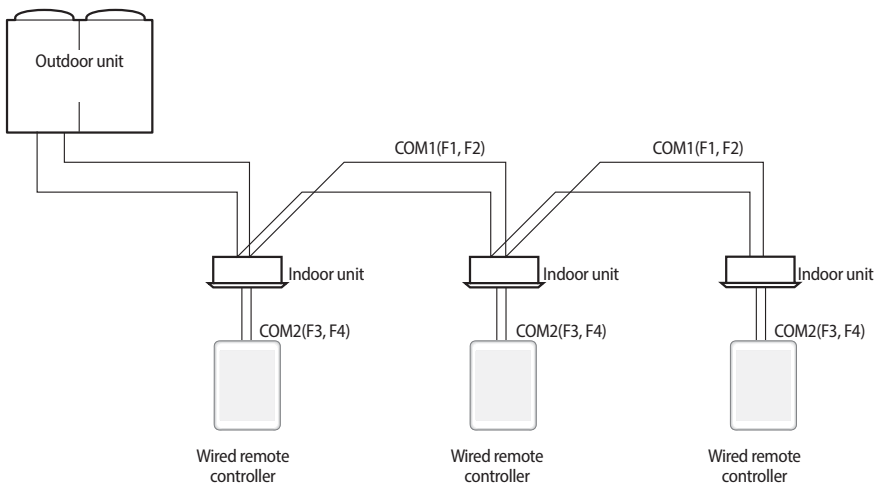 Outdoor unit
COM1(F1, F2)
COM1(F1, F2)
Indoor unit
Indoor unit
Indoor unit
COM2(F3, F4)
COM2(F3, F4)
COM2(F3, F4)
Wired remote
controller
Wired remote
controller
Wired remote
controller